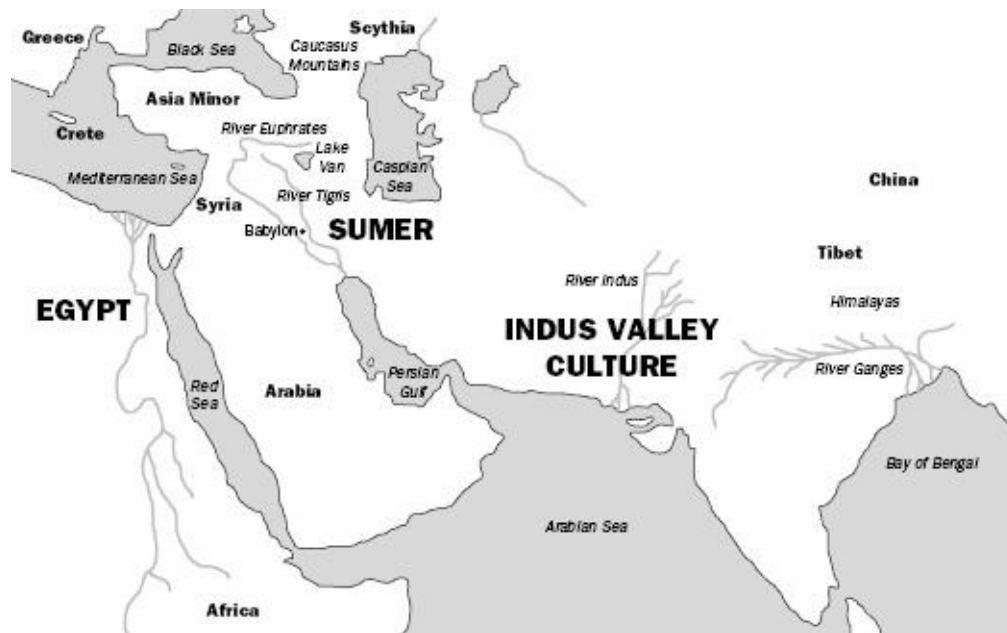 Greece
Scythia
Black Sea
Caucasus
Mountains
Asia Minor
River Euphrates
Crete
Lake
Van
Mediterranean Sea
Caspian
Sea
River Tigris
Syria
China
Babylon
SUMER
Tibet
River Indus
EGYPT
Himalayas
INDUS VALLEY
CULTURE
Red
Sea
Arabia
Persian
Gulf
River Ganges
Bay of Bengal
Arabian Sea
Africa